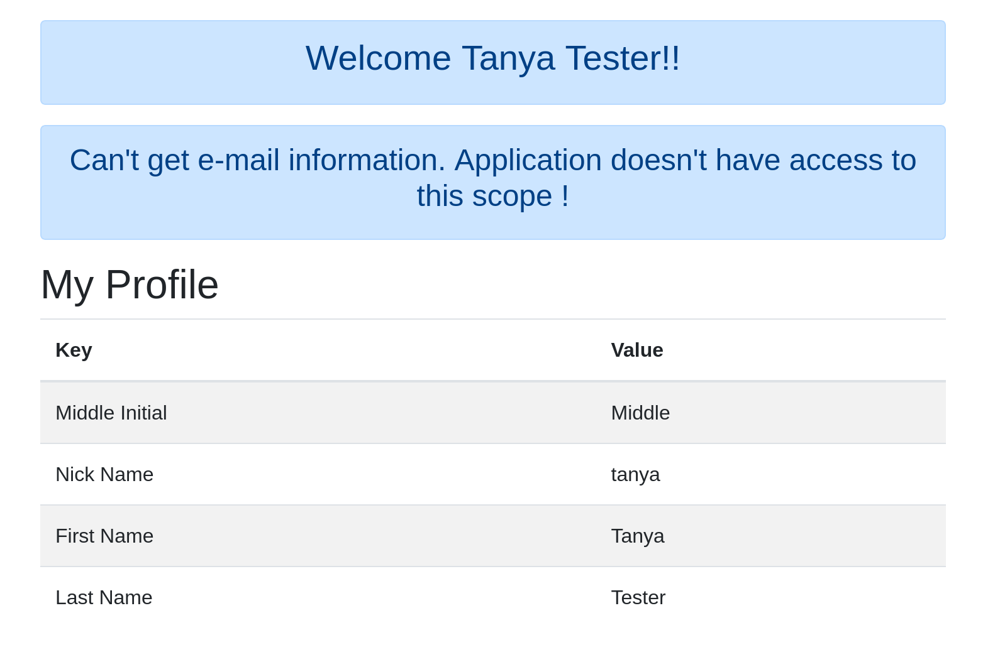 Welcome Tanya Tester!!
Can't get e-mail information. Application doesn't have access to
this scope !
My Profile
Key Value
Middle Initial Middle
Nick Name tanya
First Name Tanya
Last Name Tester